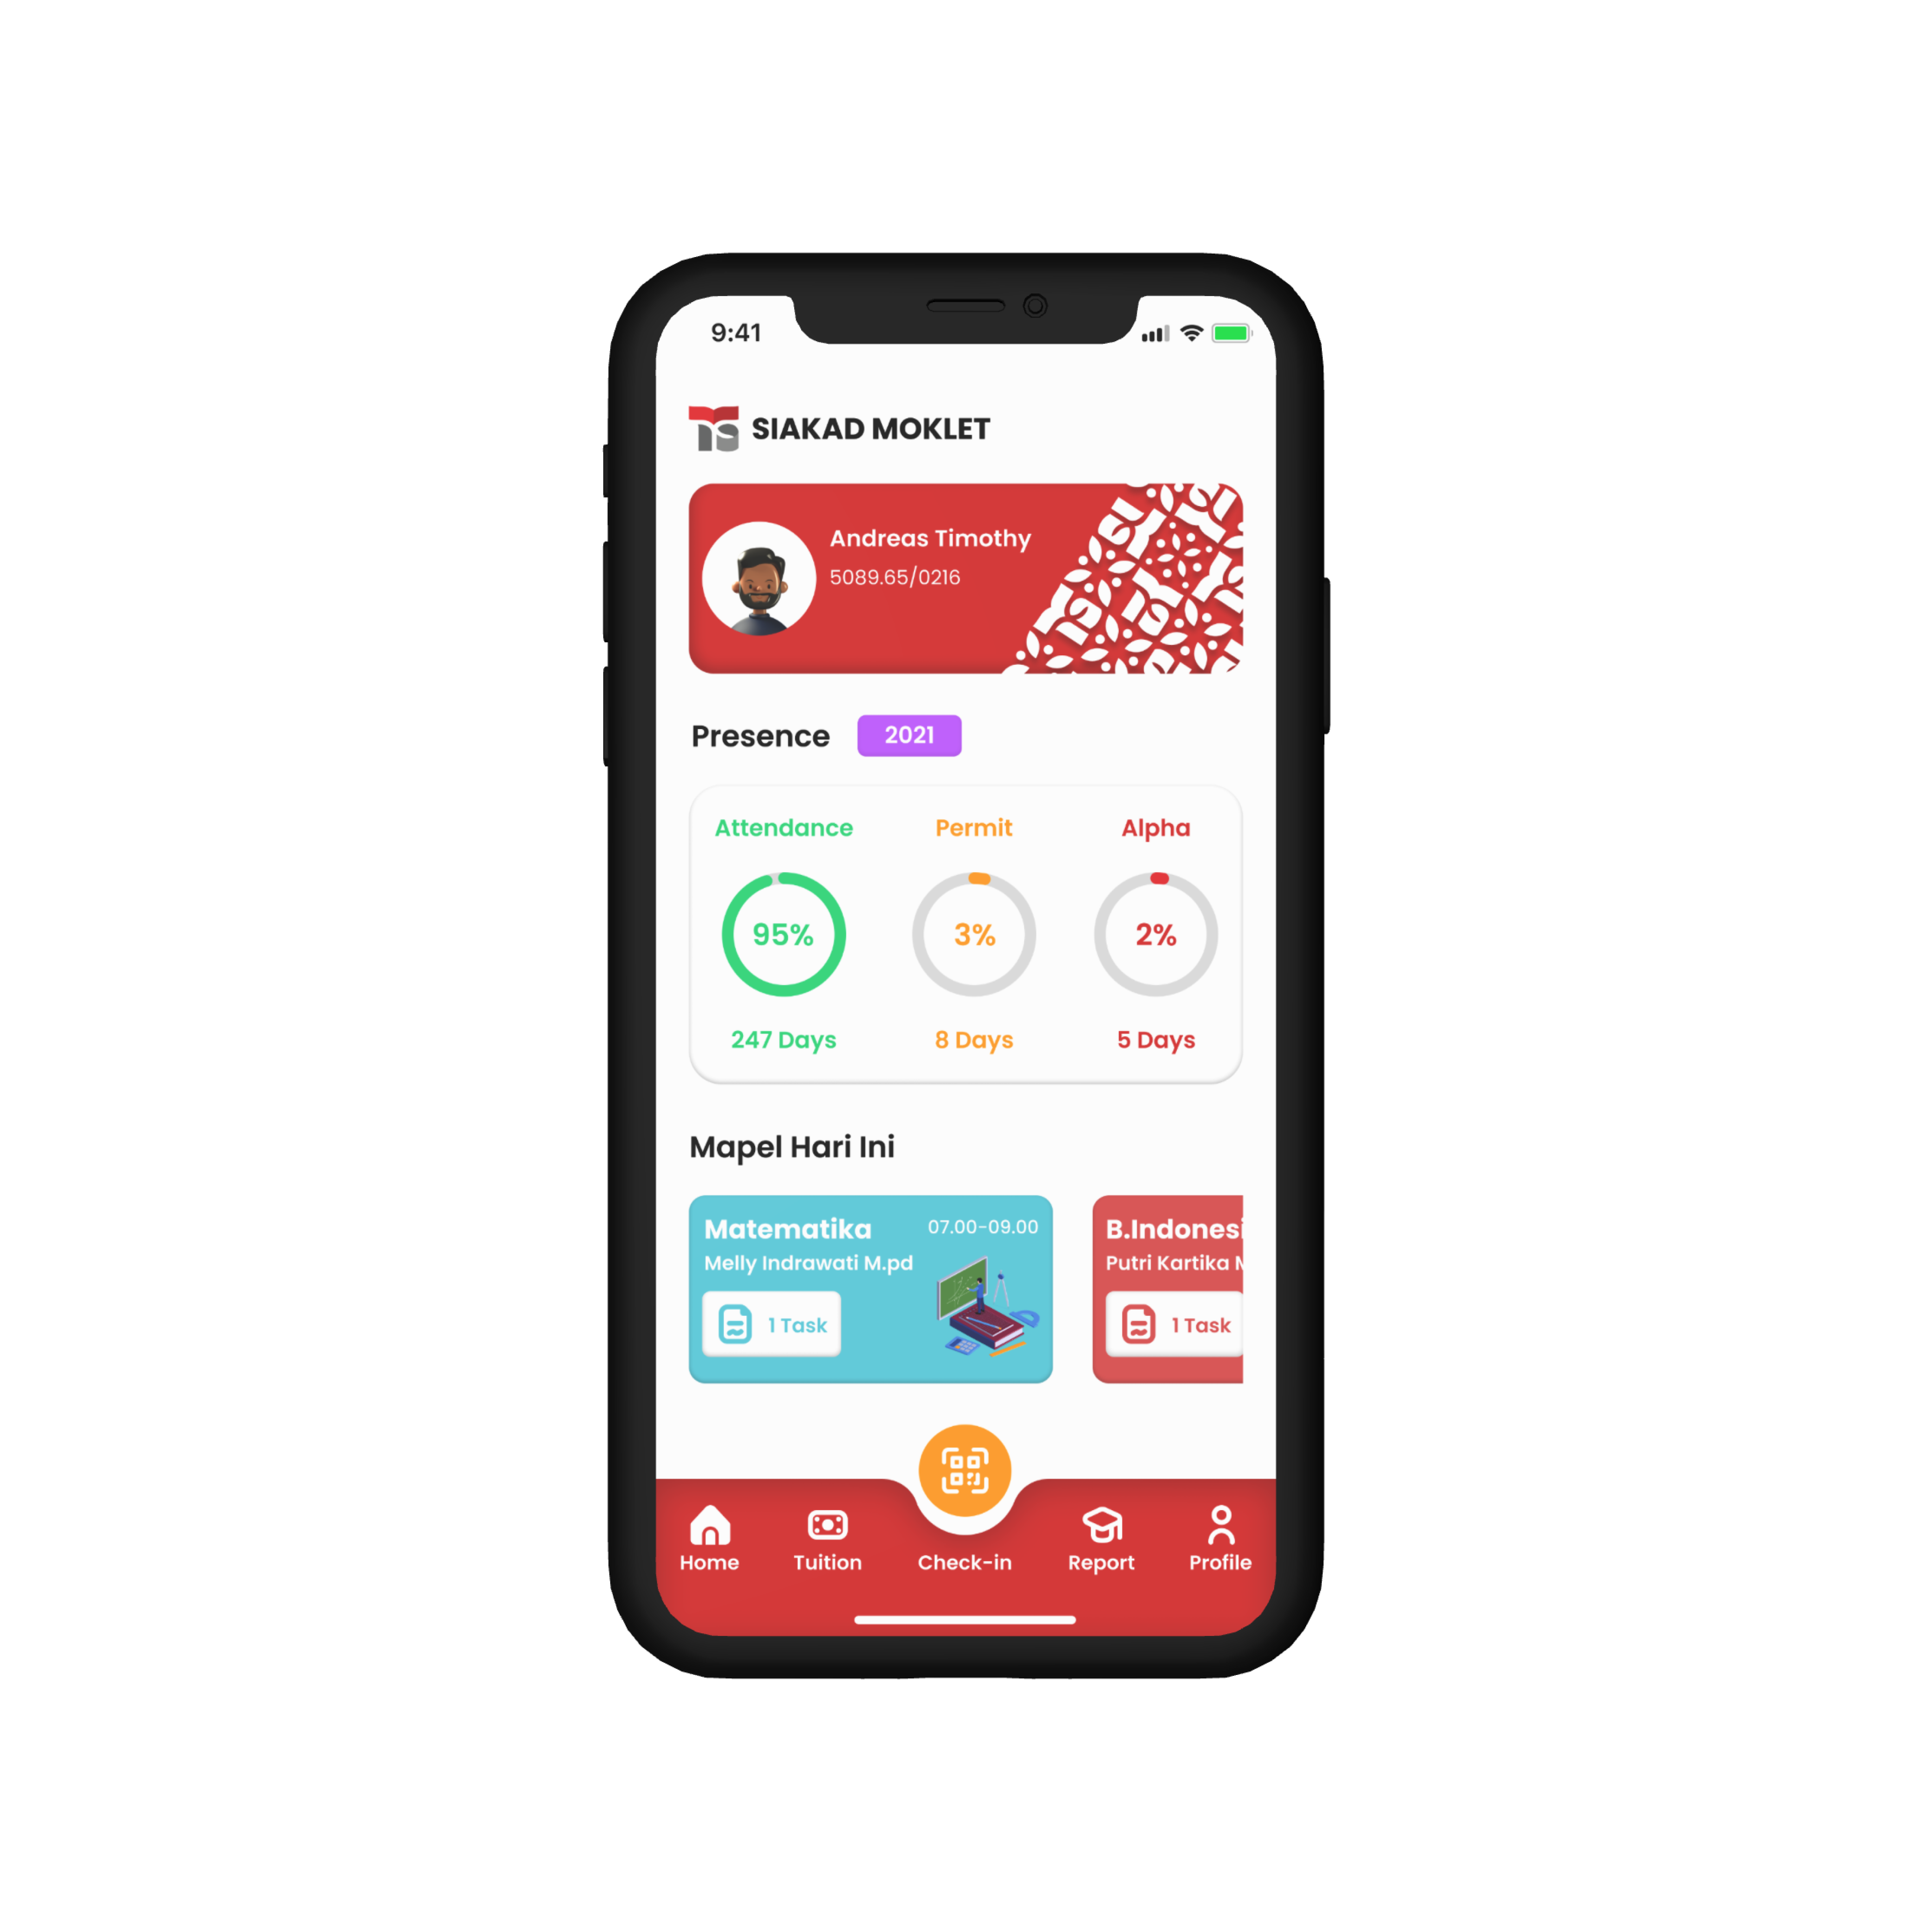 9:41
SIAKAD MOKLET
Andreas Timothy
5089.65/0216
Presence 2021
Attendance Permit Alpha
95% 3% 2%
247 Days 8 Days 5 Days
Mapel Hari Ini
Matematika 07.00-09.00 B.Indonesi
Melly Indrawati M.pd Putri Kartika
1 Task 1 Task
Home Tuition Check-in Report Profile